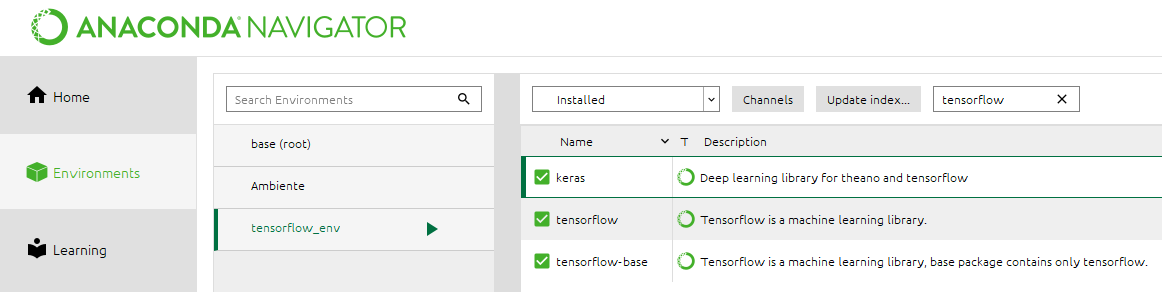 ANACONDA NAVIGATOR
Home
Environments
Learning
Search Environments
base (root)
Ambiente
tensorflow_env
Installed
Channels
Update index...
tensorflow
Name
T
Description
keras
Deep learning library for theano and tensorflow
tensorflow
Tensorflow is a machine learning library.
tensorflow-base
Tensorflow is a machine learning library, base package contains only tensorflow.